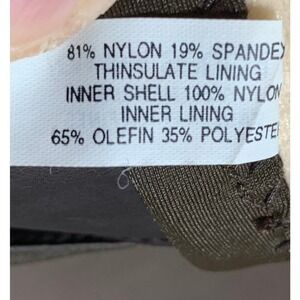 81% NYLON 19% SPANDEX
THINSULATE LINING
INNER SHELL 100% NYLON
INNER LINING
65% OLEFIN 35% POLYESTER